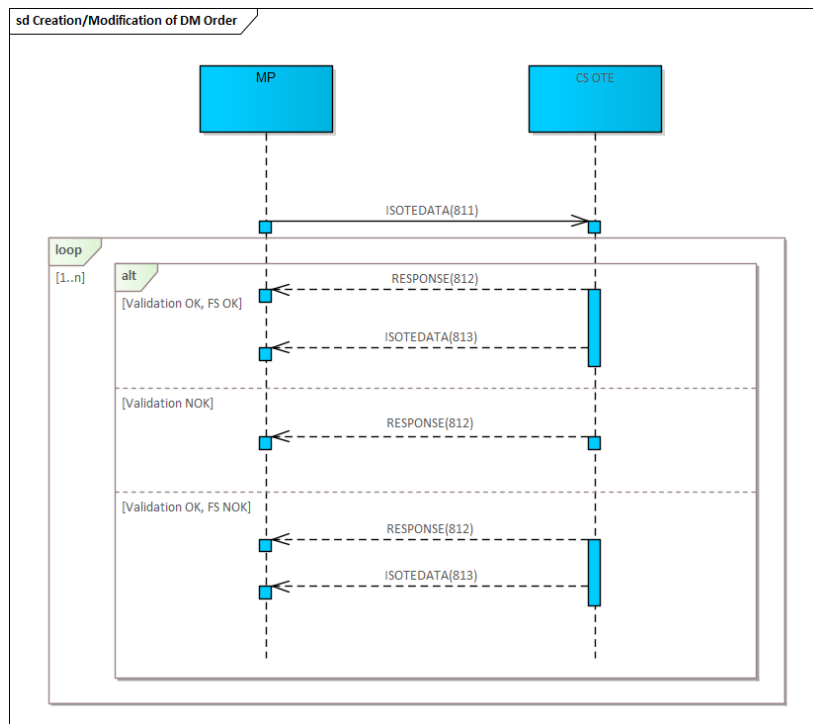 sd Creation/Modification of DM Order
MP
CS OTE
ISOTEDATA(811)
loop
[1..n]
alt
RESPONSE(812)
[Validation OK, FS OK]
ISOTEDATA(813)
[Validation NOK]
RESPONSE(812)
[Validation OK, FS NOK]
RESPONSE(812)
ISOTEDATA(813)